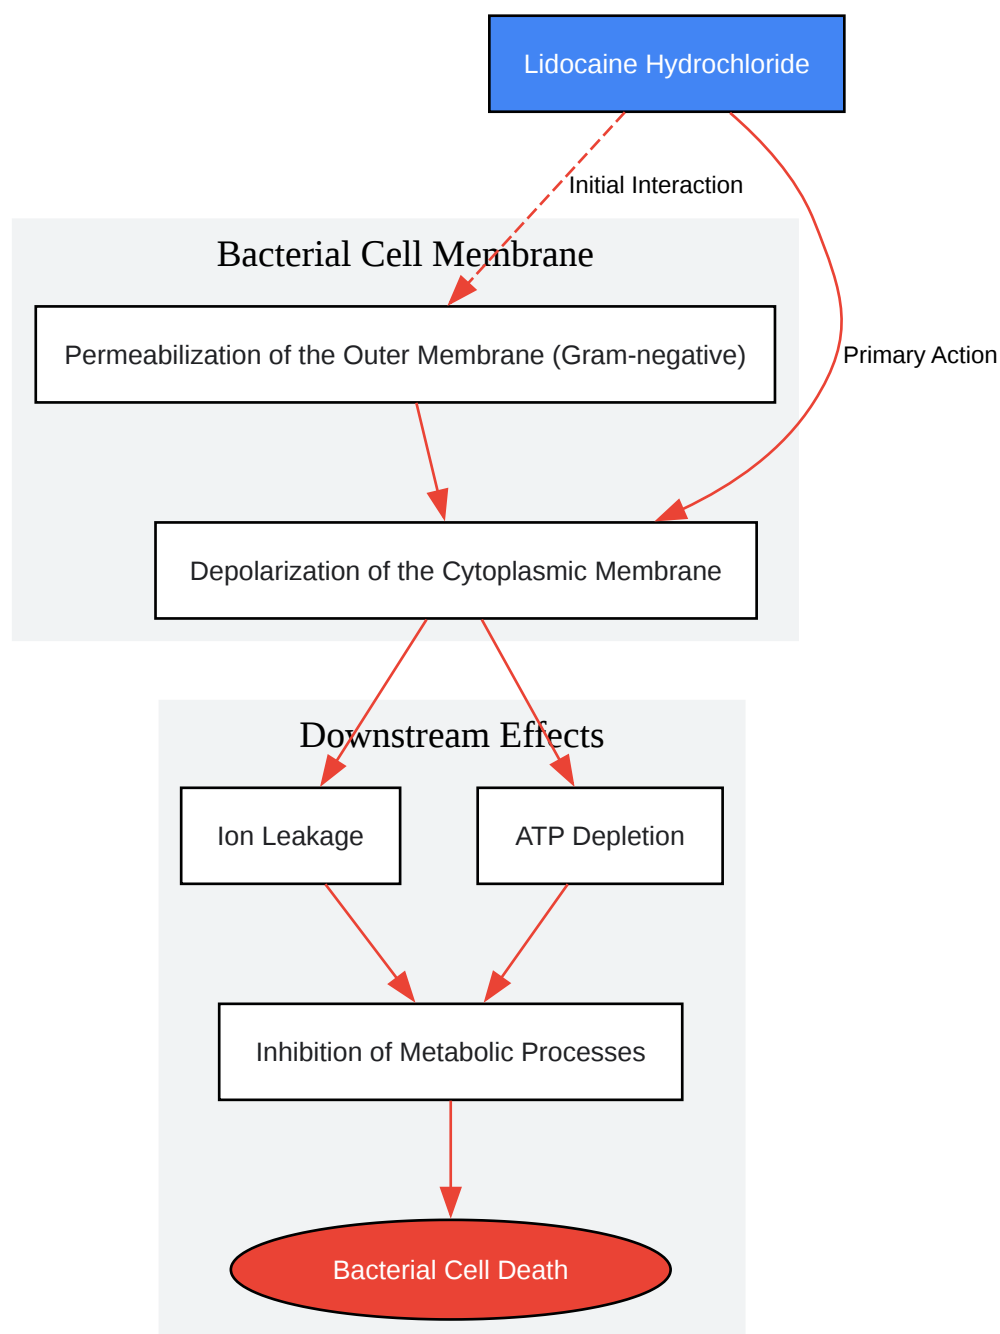 Lidocaine Hydrochloride
Initial Interaction
Bacterial Cell Membrane
Permeabilization of the Outer Membrane (Gram-negative)
Primary Action
Depolarization of the Cytoplasmic Membrane
Downstream Effects
Ion Leakage
ATP Depletion
Inhibition of Metabolic Processes
Bacterial Cell Death